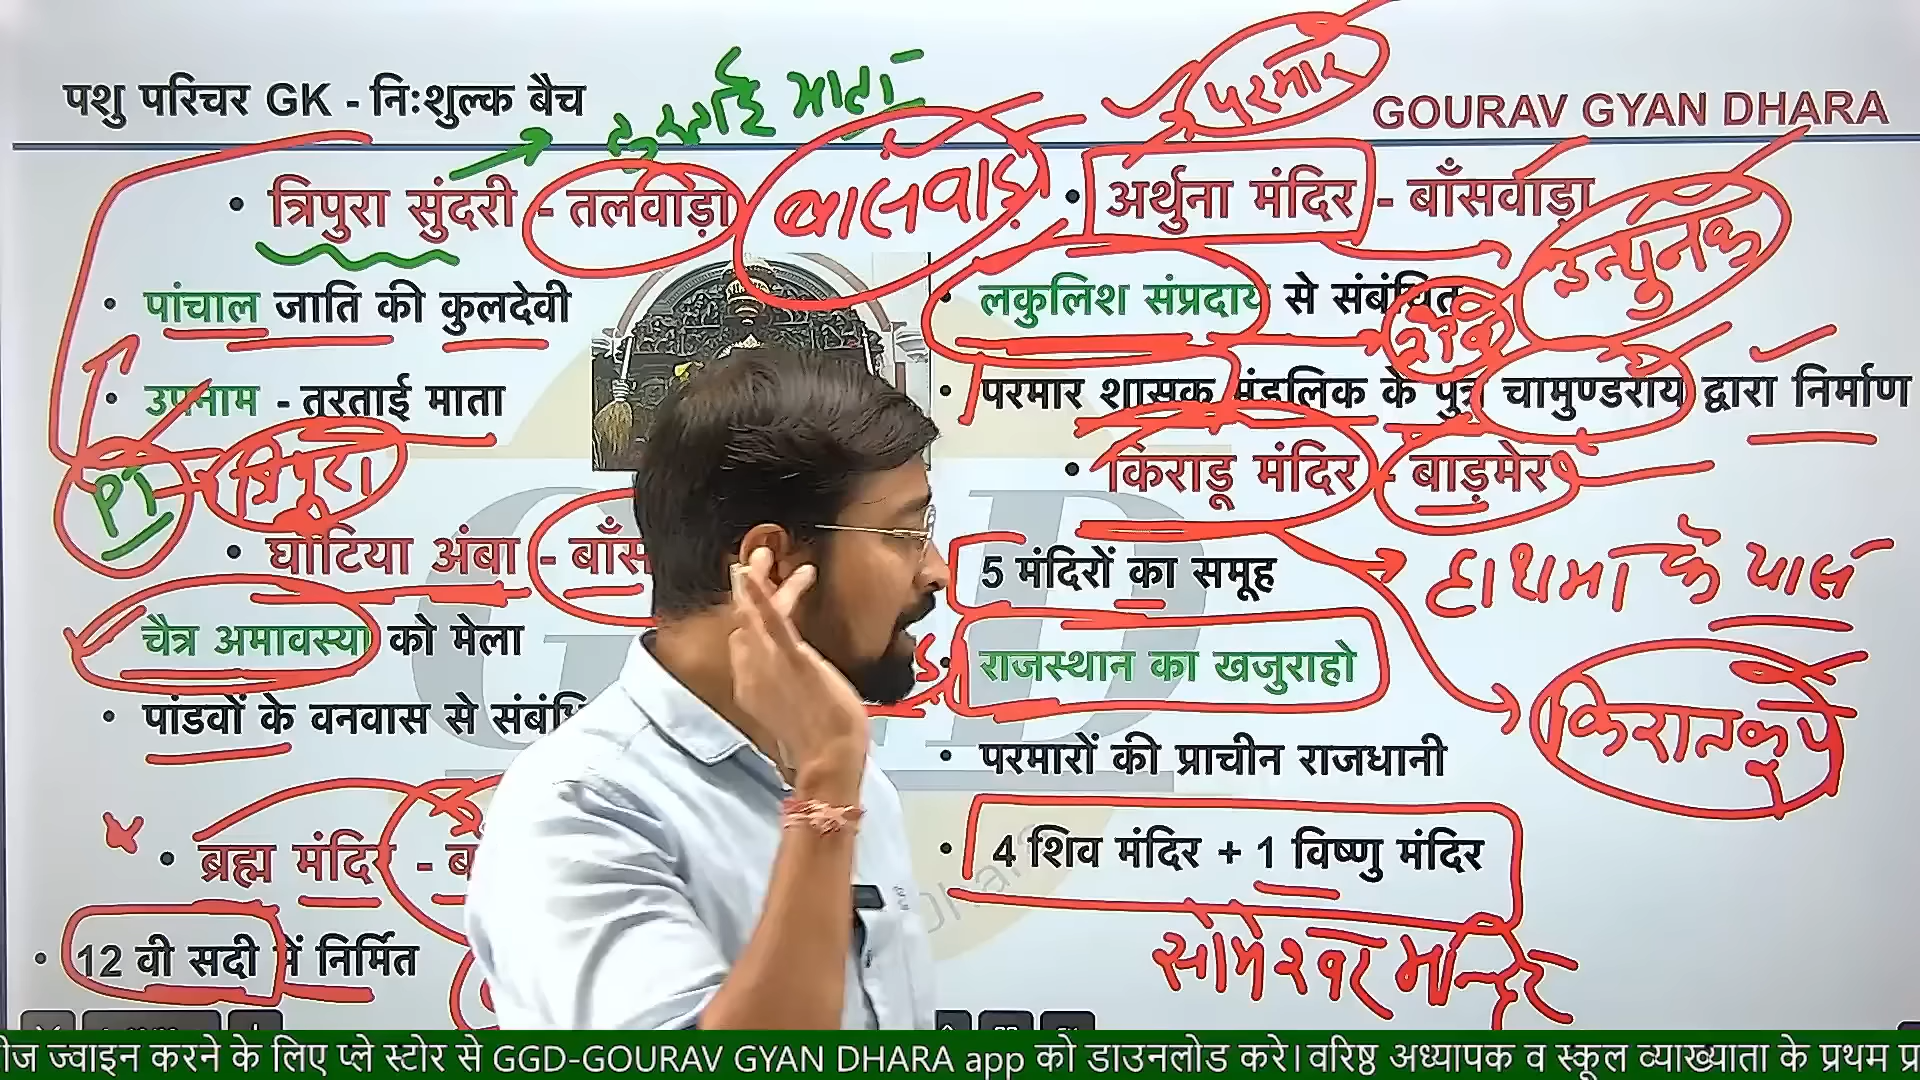 पशु परिचर GK - निःशुल्क बैच
GOURAV GYAN DHARA
तुरताई माता
परमार
• त्रिपुरा सुंदरी - तलवाड़ा
• पांचाल जाति की कुलदेवी
• उपनाम - तरताई माता
P1
त्रिपुरा
• घोटिया अंबा - बाँस
चैत्र अमावस्या को मेला
• पांडवों के वनवास से संबंधि
• ब्रह्म मंदिर -
• 12 वी सदी में निर्मित
• अर्थुना मंदिर - बाँसवाड़ा
• लकुलिश संप्रदाय से संबंधित
• परमार शासक मंडलिक के पुत्र चामुण्डराय द्वारा निर्माण
• किराडू मंदिर - बाड़मेर
5 मंदिरों का समूह
हाथमा के पास
• राजस्थान का खजुराहो
किरातकूप
• परमारों की प्राचीन राजधानी
• 4 शिव मंदिर + 1 विष्णु मंदिर
सोमेश्वर मन्दिर
ज्वाइन करने के लिए प्ले स्टोर से GGD-GOURAV GYAN DHARA app को डाउनलोड करे। वरिष्ठ अध्यापक व स्कूल व्याख्याता के प्रथम